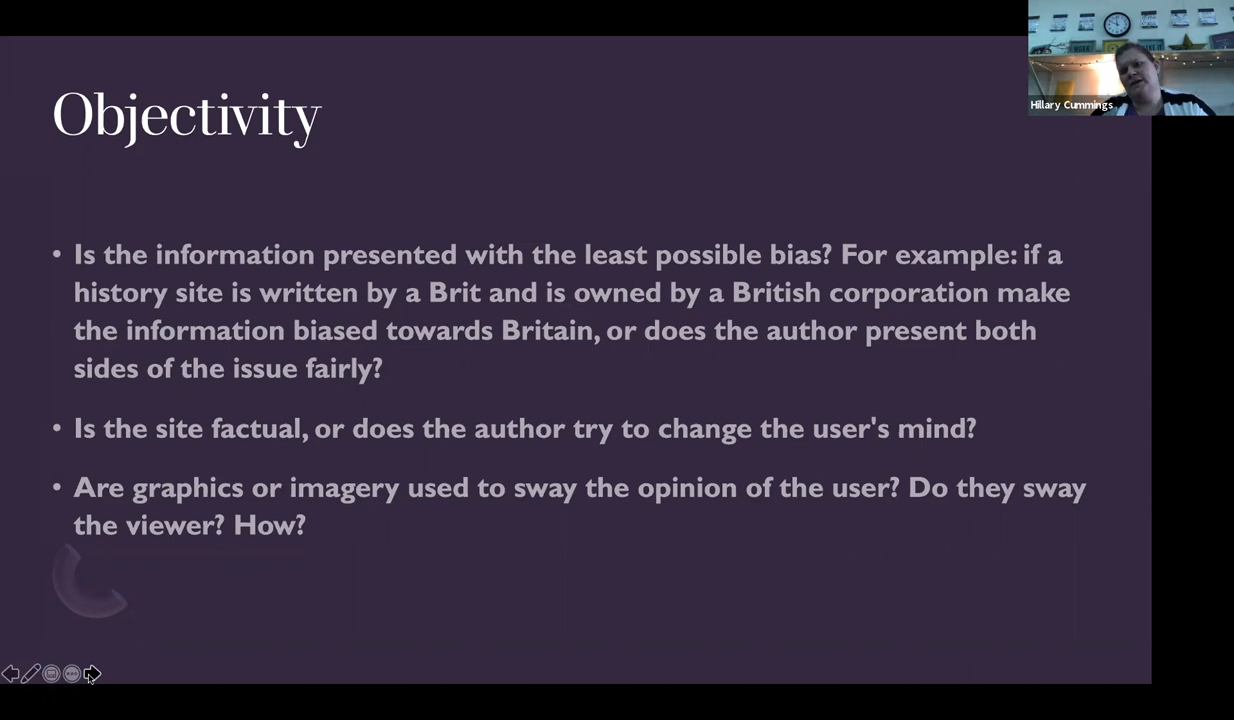 Objectivity
Hillary Cummings
• Is the information presented with the least possible bias? For example: if a
history site is written by a Brit and is owned by a British corporation make
the information biased towards Britain, or does the author present both
sides of the issue fairly?
• Is the site factual, or does the author try to change the user's mind?
• Are graphics or imagery used to sway the opinion of the user? Do they sway
the viewer? How?